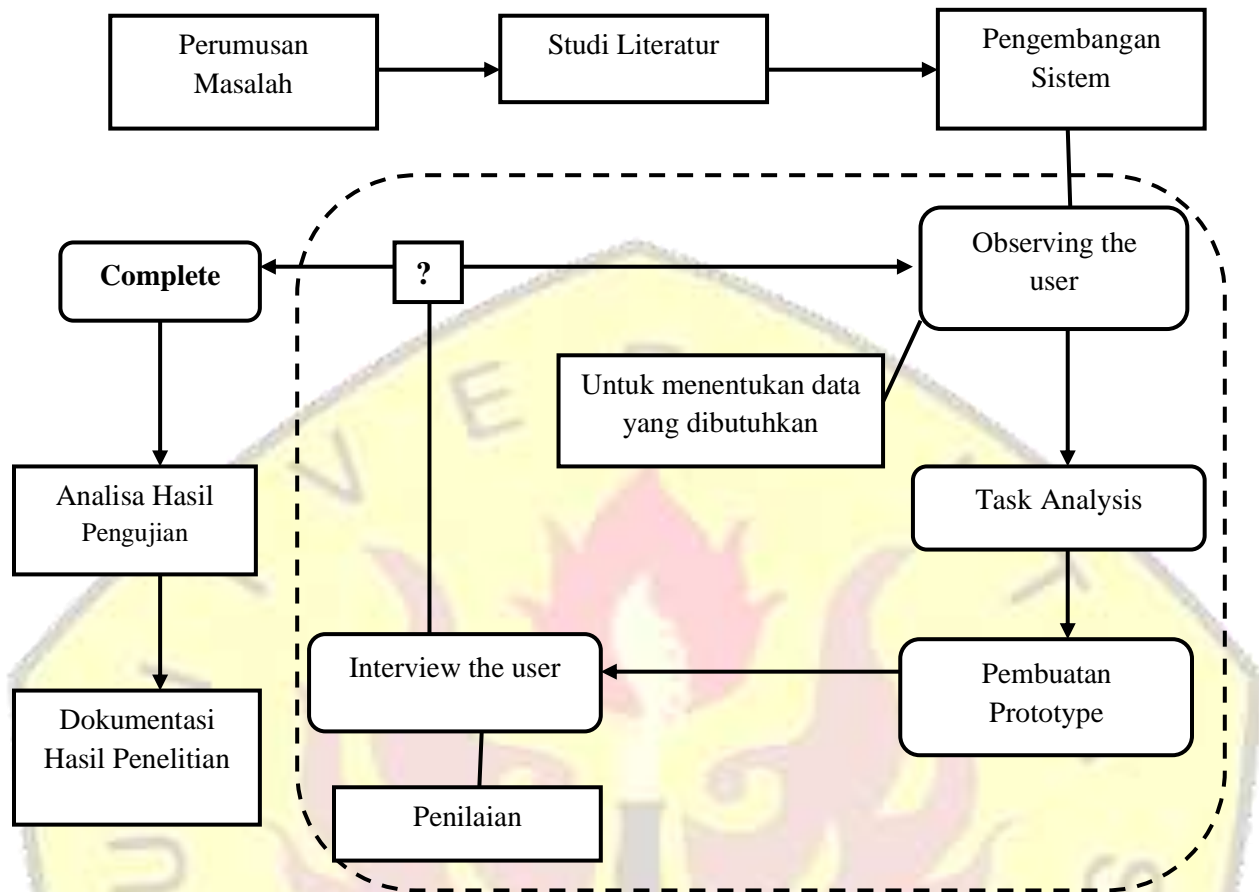 Perumusan
Masalah
Studi Literatur
Pengembangan
Sistem
Observing the
user
?
Complete
Untuk menentukan data
yang dibutuhkan
Analisa Hasil
Pengujian
Task Analysis
Interview the user
Pembuatan
Prototype
Dokumentasi
Hasil Penelitian
Penilaian